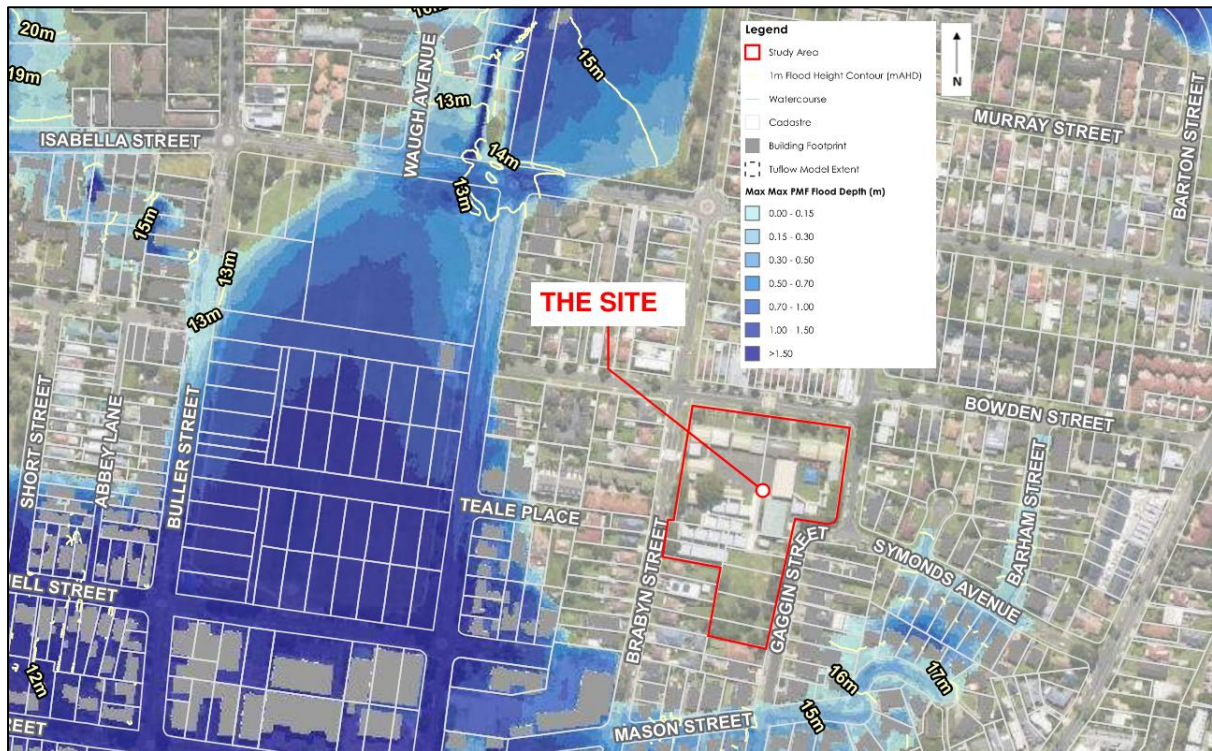 20m
19m
16m
15m
13m
14m
13m
15m
13m
13m
12m
16m
17m
15m
ISABELLA STREET
WAUGH AVENUE
MURRAY STREET
BARTON STREET
THE SITE
BOWDEN STREET
SHORT STREET
ABBEY LANE
BULLER STREET
TEALE PLACE
BRABYN STREET
GAGGIN STREET
SYMONDS AVENUE
BARHAM STREET
MASON STREET
NELL STREET
REET
Legend
Study Area
1m Flood Height Contour (mAHD)
Watercourse
Cadastre
Building Footprint
Tuflow Model Extent
Max Max PMF Flood Depth (m)
0.00 - 0.15
0.15 - 0.30
0.30 - 0.50
0.50 - 0.70
0.70 - 1.00
1.00 - 1.50
>1.50
N